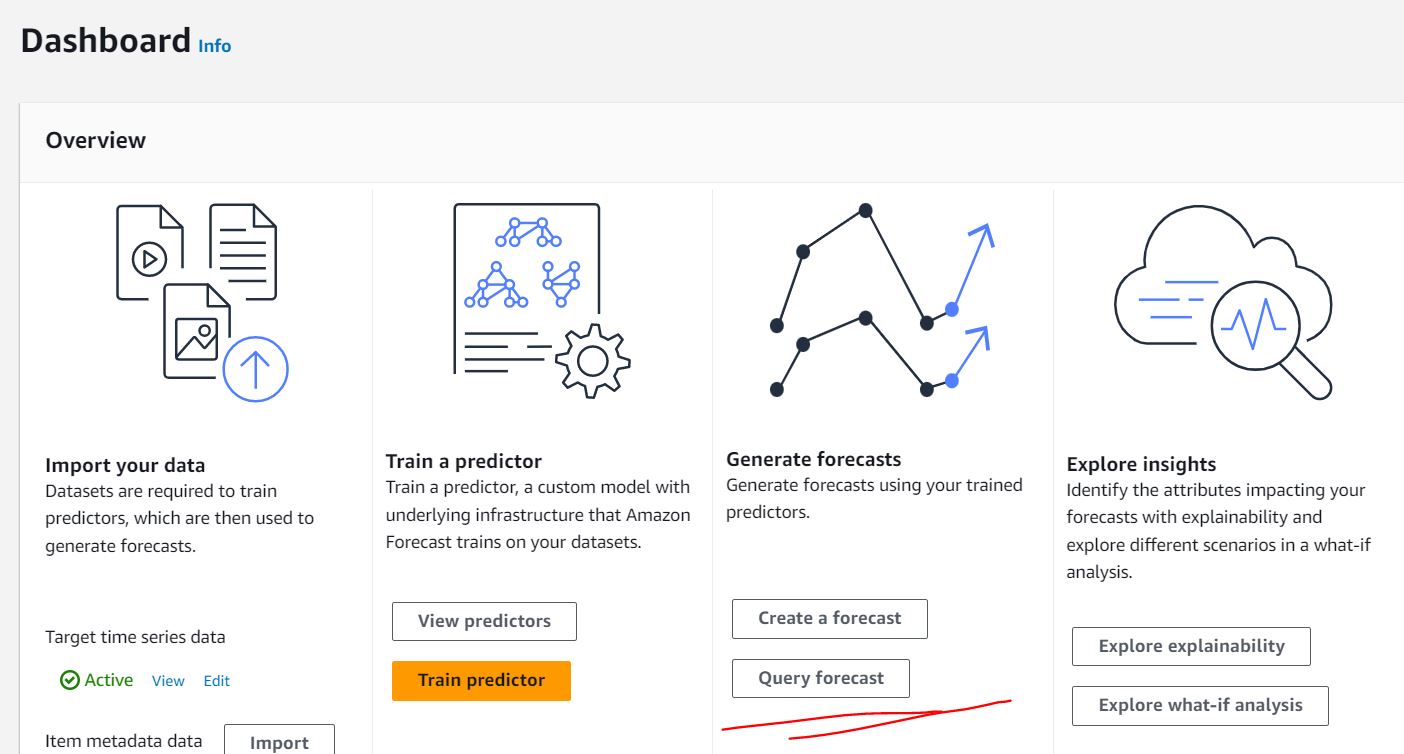 Dashboard Info
Overview
Import your data
Datasets are required to train
predictors, which are then used to
generate forecasts.
Target time series data
Active View Edit
Item metadata data Import
Train a predictor
Train a predictor, a custom model with
underlying infrastructure that Amazon
Forecast trains on your datasets.
View predictors
Train predictor
Generate forecasts
Generate forecasts using your trained
predictors.
Create a forecast
Query forecast
Explore insights
Identify the attributes impacting your
forecasts with explainability and
explore different scenarios in a what-if
analysis.
Explore explainability
Explore what-if analysis